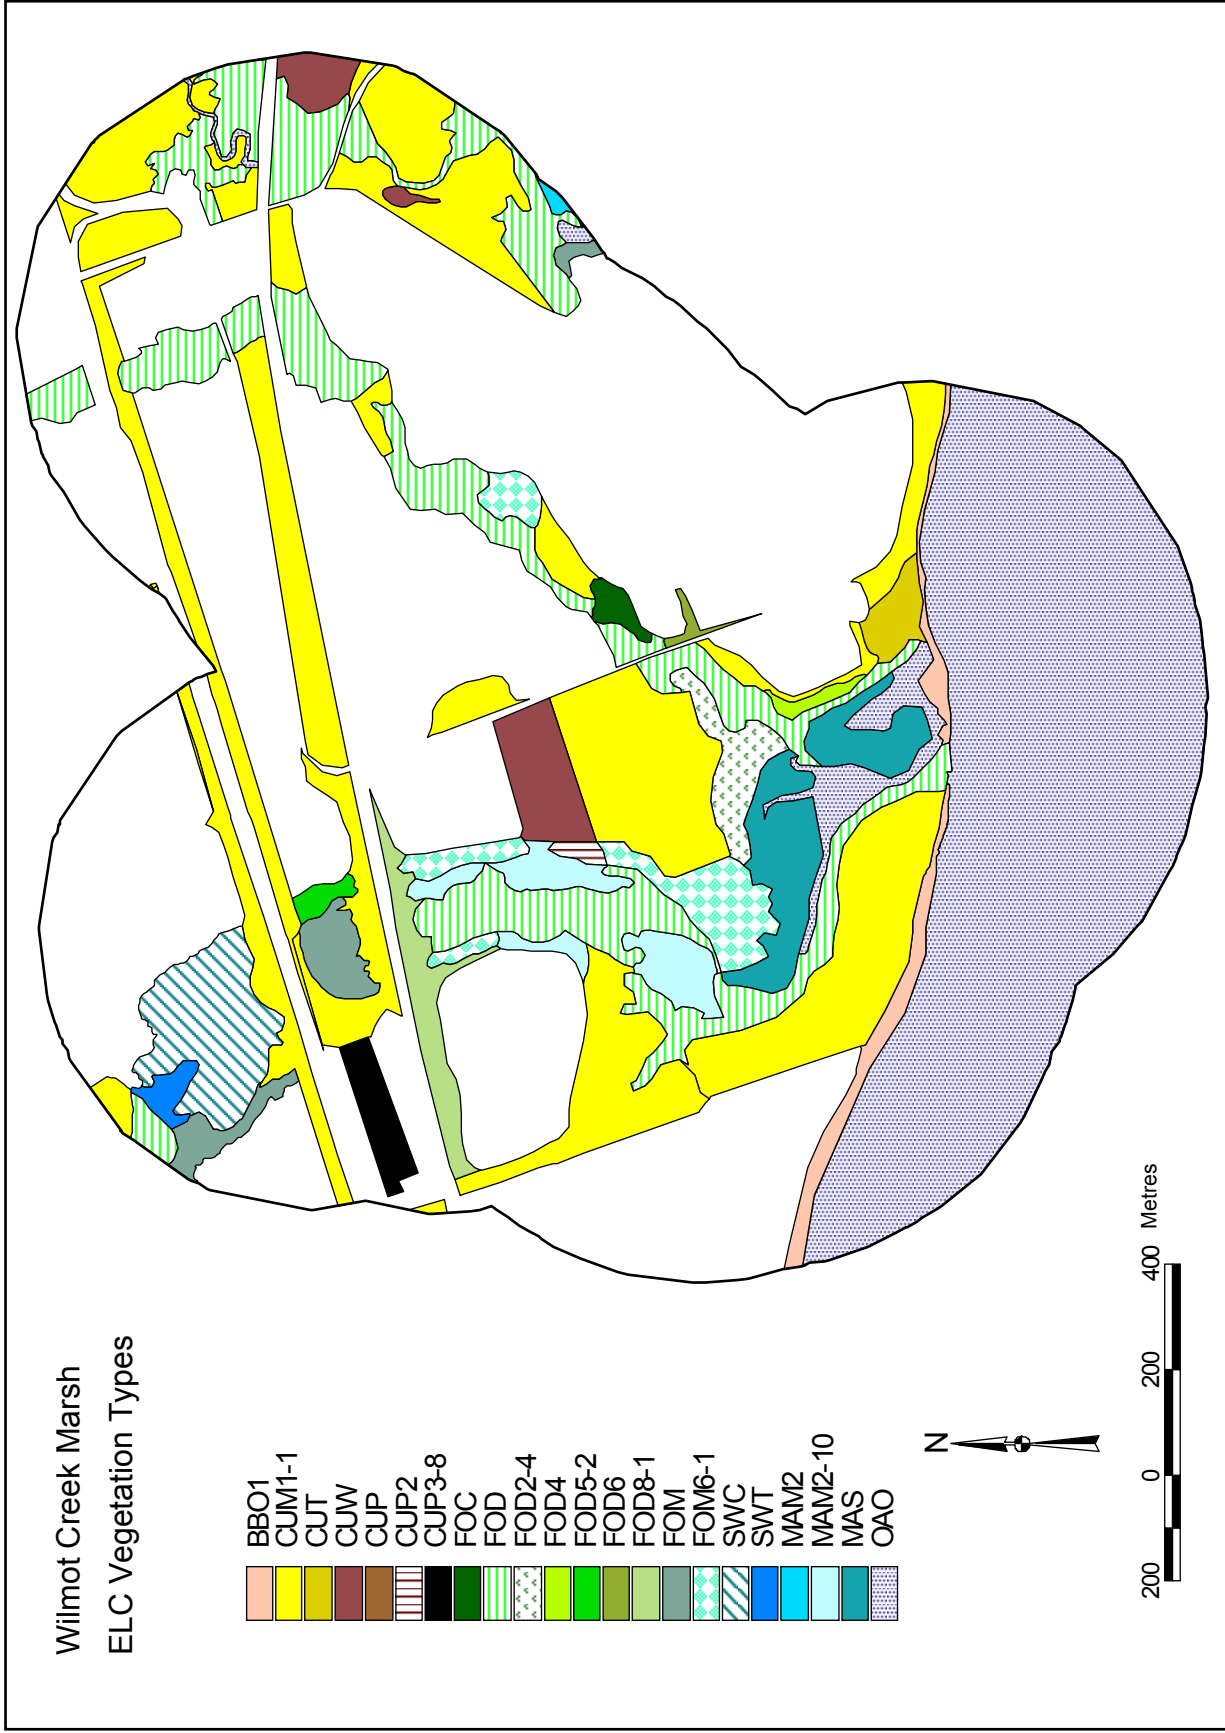 Wilmot Creek Marsh
ELC Vegetation Types
BBO1
CUM1-1
CUT
CUW
CUP
CUP2
CUP3-8
FOC
FOD
FOD2-4
FOD4
FOD5-2
FOD6
FOD8-1
FOM
FOM6-1
SWC
SWT
MAM2
MAM2-10
MAS
OAO
N
200 0 200 400 Metres